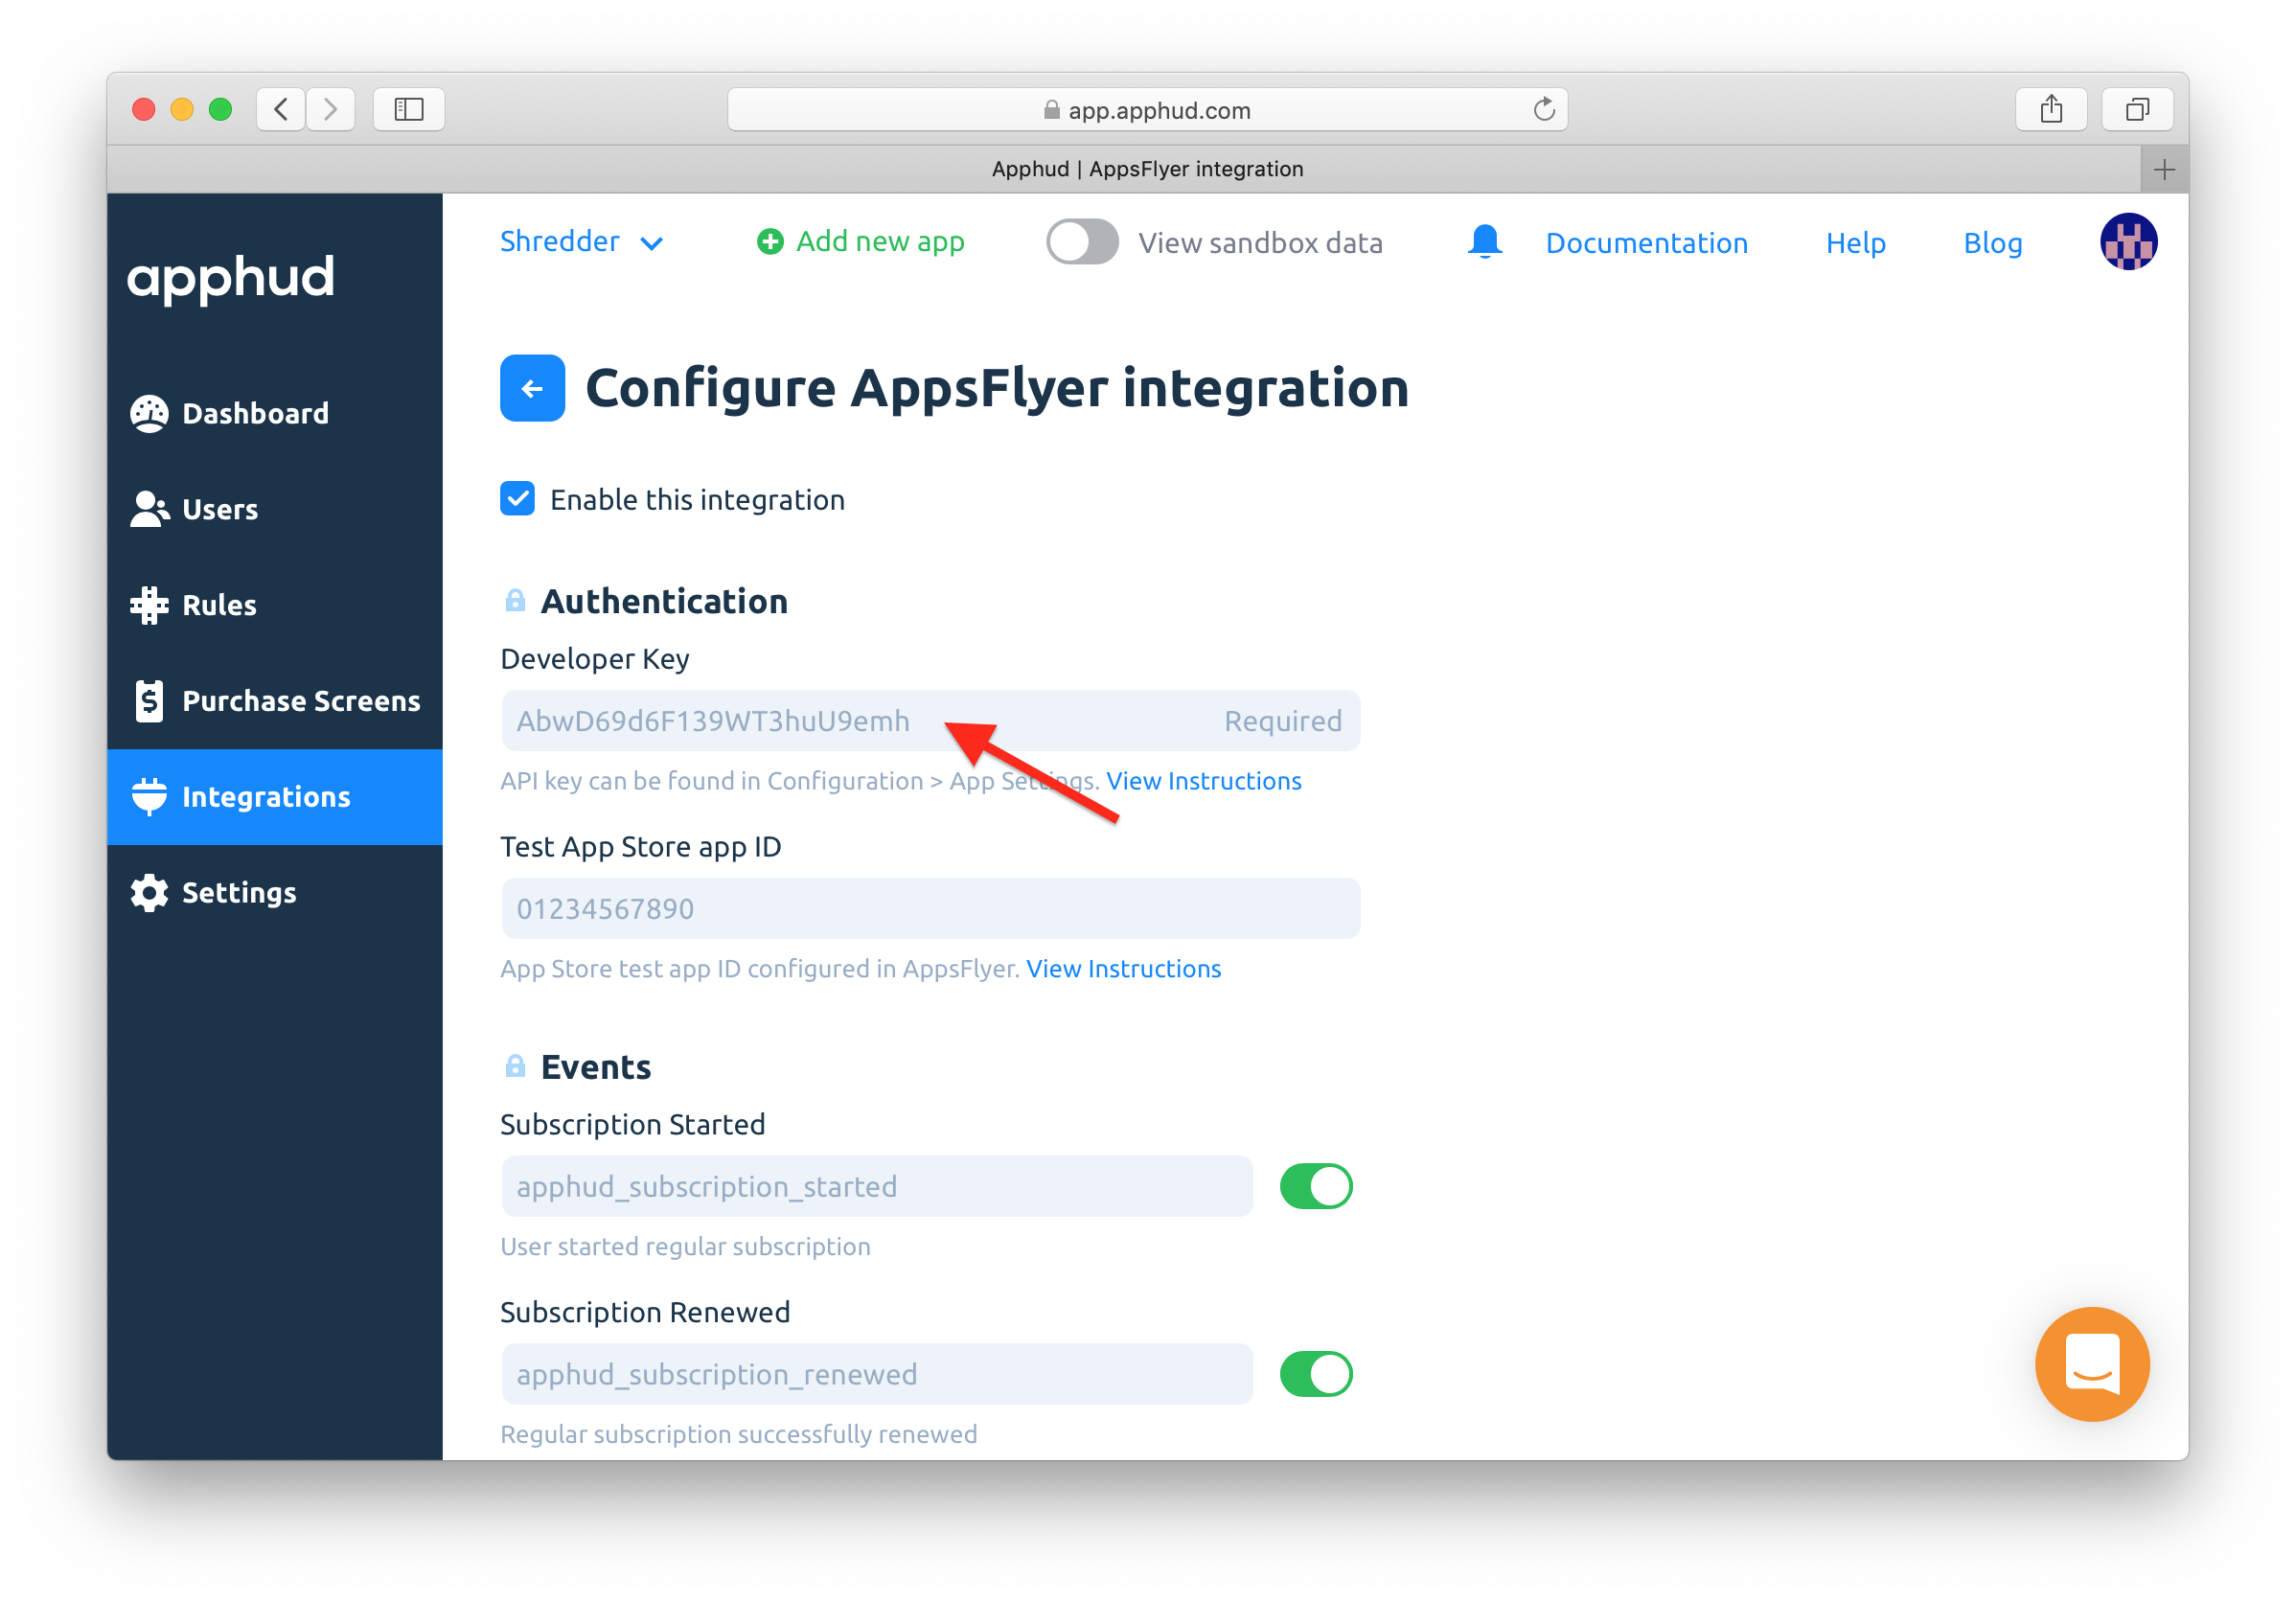 app.apphud.com
Apphud | AppsFlyer integration
apphud
Shredder
Add new app
View sandbox data
Documentation
Help
Blog
Dashboard
Users
Rules
Purchase Screens
Integrations
Settings
Configure AppsFlyer integration
Enable this integration
Authentication
Developer Key
AbwD69d6F139WT3huU9emh Required
API key can be found in Configuration > App Settings. View Instructions
Test App Store app ID
01234567890
App Store test app ID configured in AppsFlyer. View Instructions
Events
Subscription Started
apphud_subscription_started
User started regular subscription
Subscription Renewed
apphud_subscription_renewed
Regular subscription successfully renewed